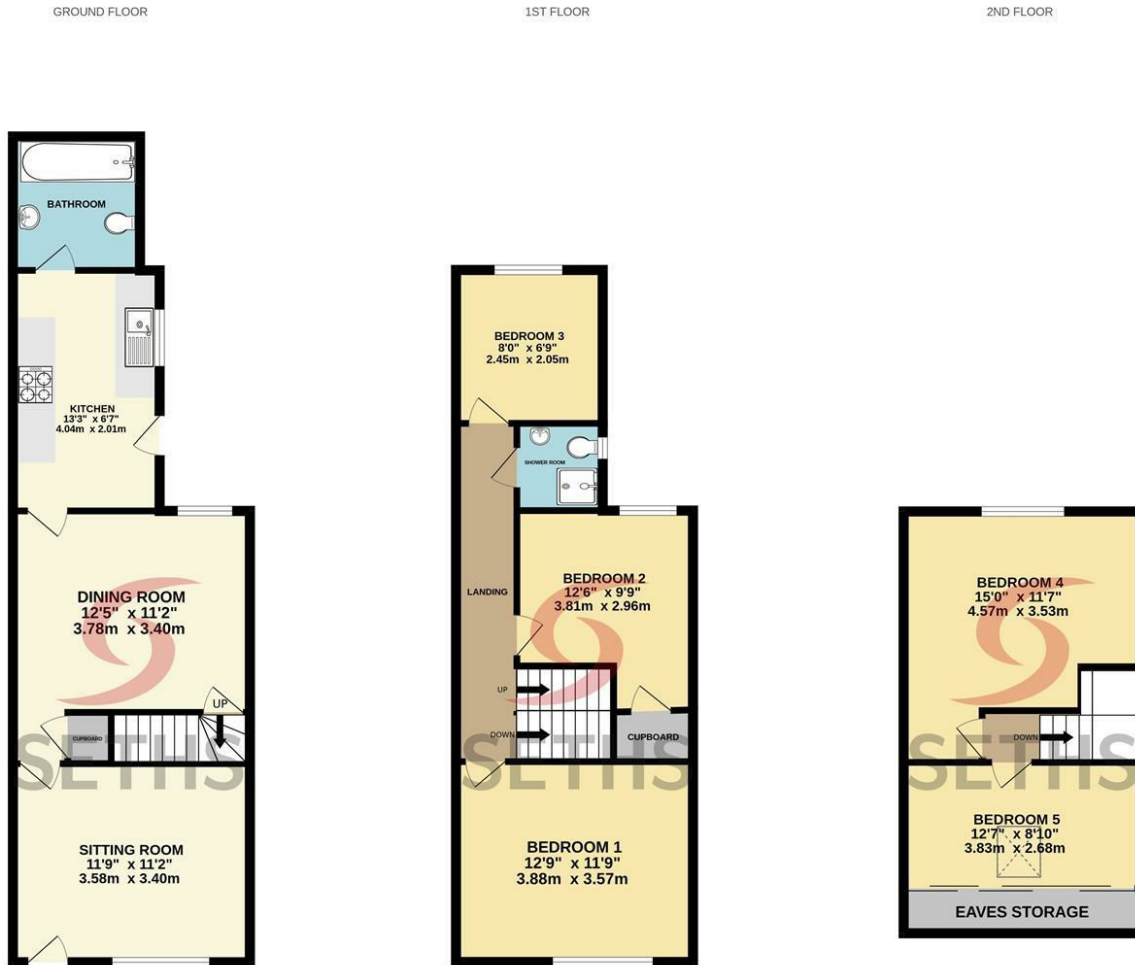 GROUND FLOOR
1ST FLOOR
2ND FLOOR
BATHROOM
KITCHEN
13'3" x 6'7"
4.04m x 2.01m
DINING ROOM
12'5" x 11'2"
3.78m x 3.40m
UP
CUPBOARD
SETHS
SITTING ROOM
11'9" x 11'2"
3.58m x 3.40m
BEDROOM 3
8'0" x 6'9"
2.45m x 2.05m
SHOWER ROOM
LANDING
BEDROOM 2
12'6" x 9'9"
3.81m x 2.96m
UP
DOWN
CUPBOARD
SETHS
BEDROOM 1
12'9" x 11'9"
3.88m x 3.57m
BEDROOM 4
15'0" x 11'7"
4.57m x 3.53m
DOWN
SETHS
BEDROOM 5
12'7" x 8'10"
3.83m x 2.68m
EAVES STORAGE